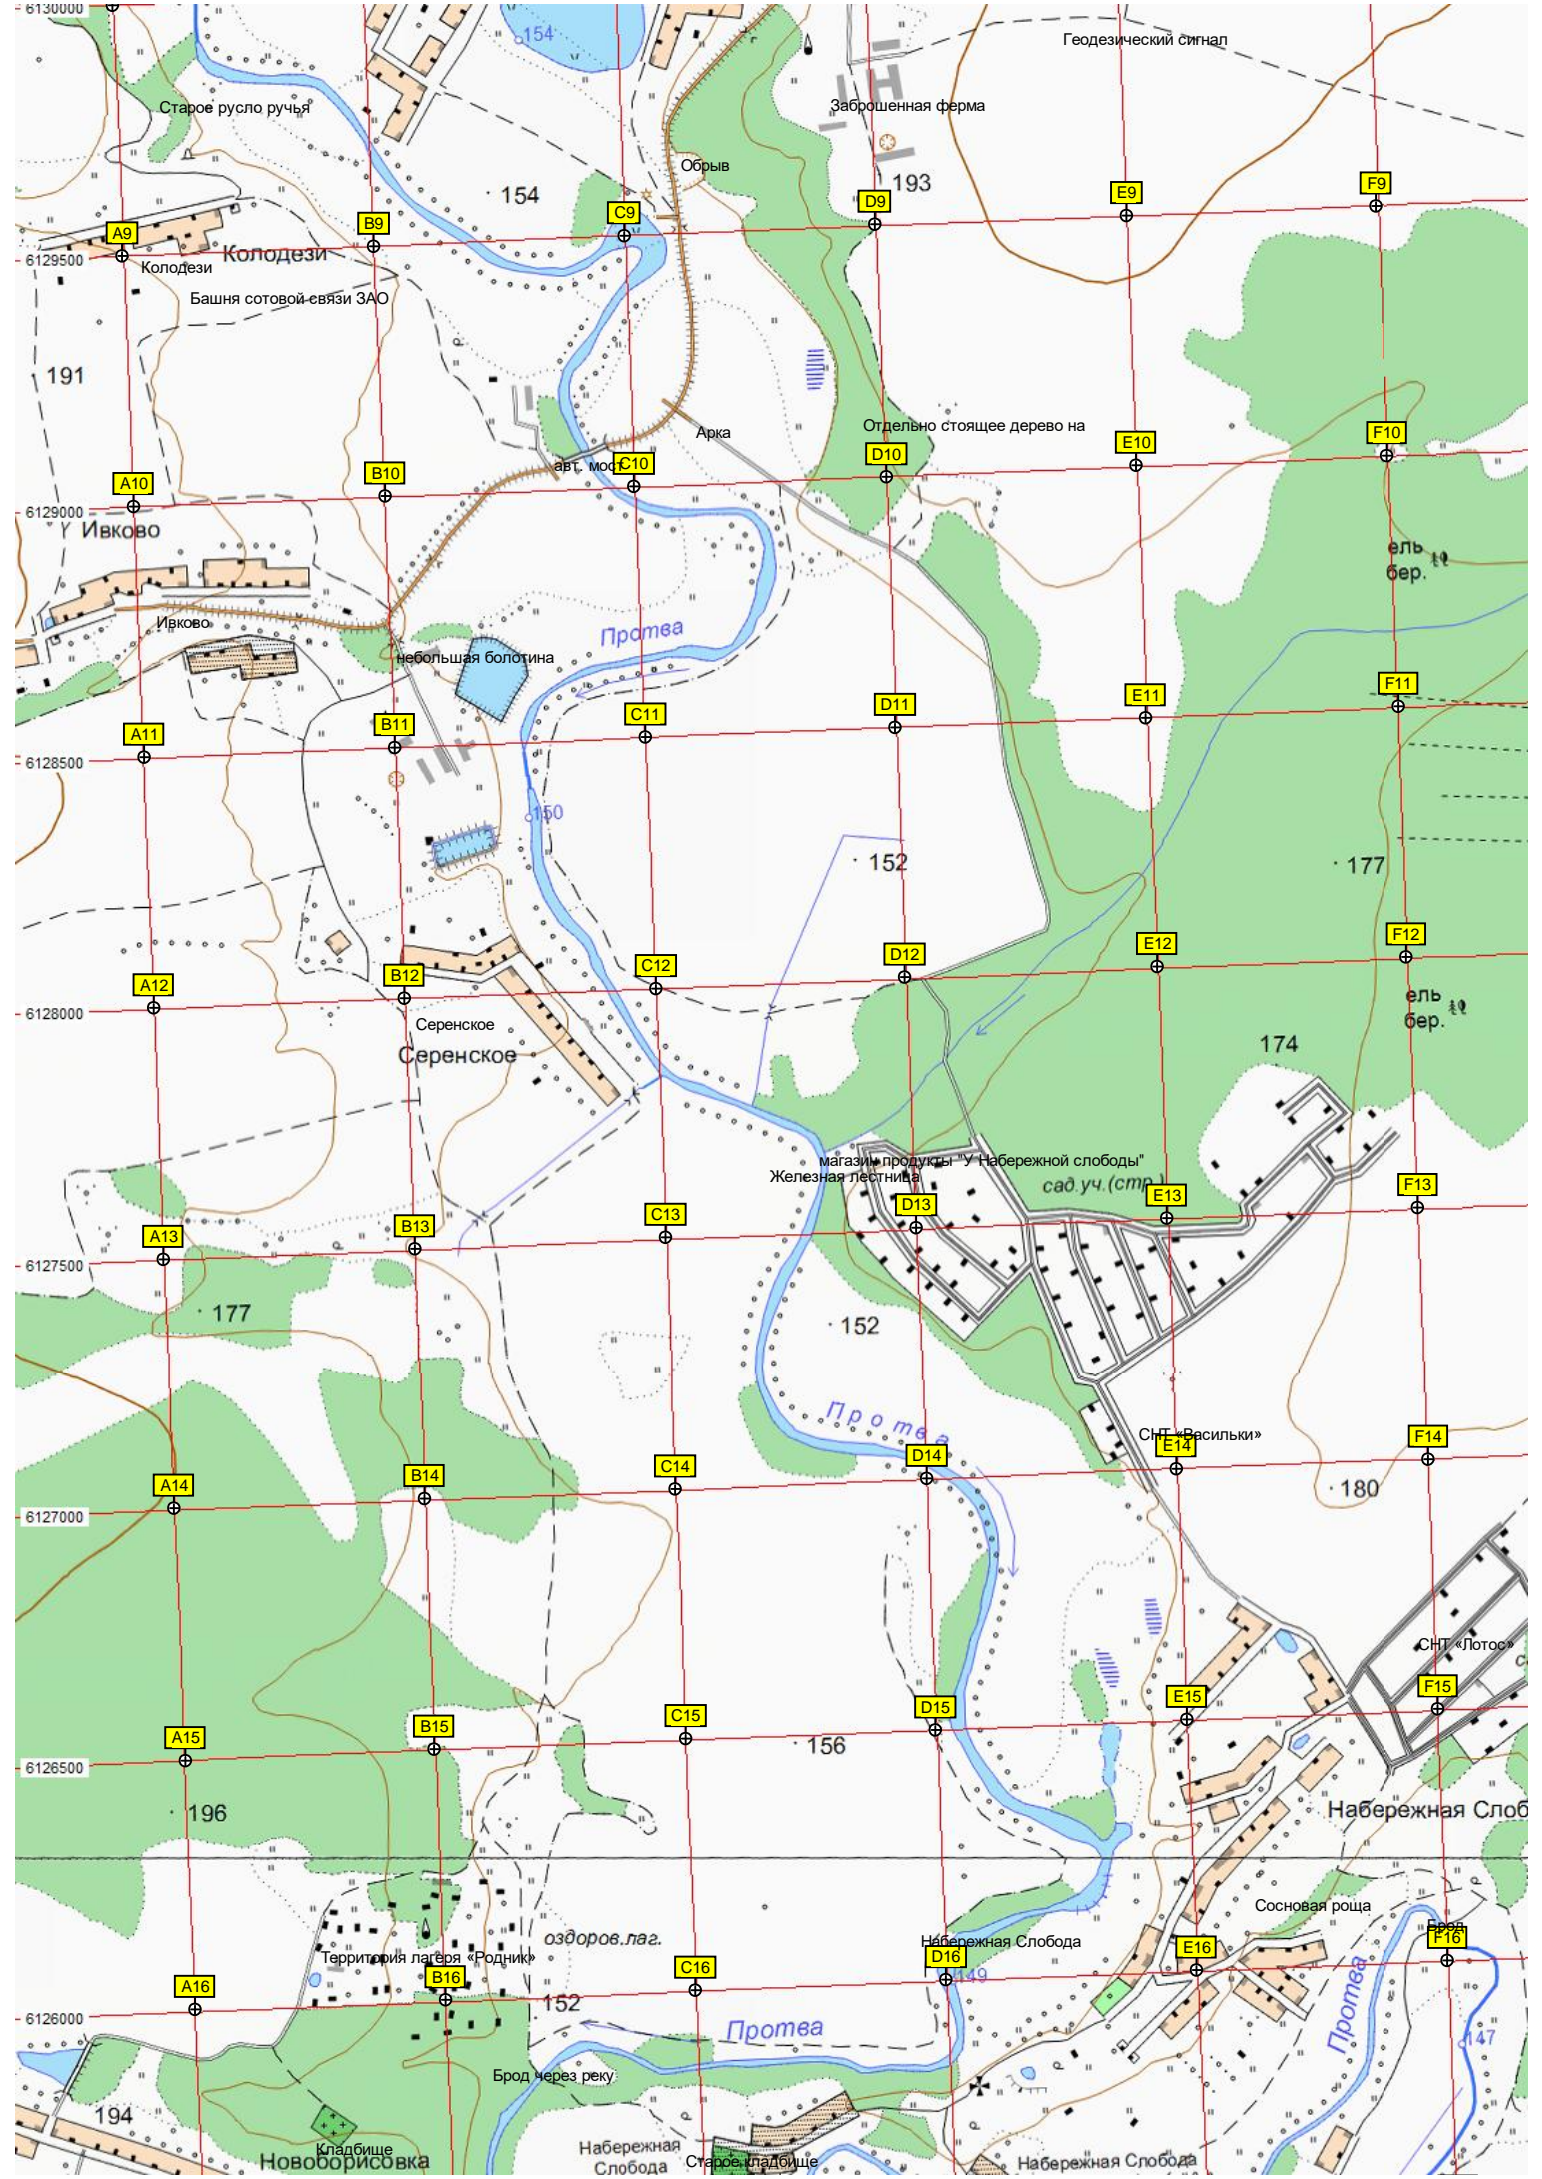 6130000
154
Геодезический сигнал
Старое русло ручья
Заброшенная ферма
Обрыв
193
154
F9
E9
D9
C9
B9
A9
Колодези
6129500
Колодези
Башня сотовой связи ЗАО
191
Отдельно стоящее дерево на
Арка
F10
E10
D10
авт. мост
C10
B10
A10
6129000
Ивково
ель
бер.
Ивково
Протва
небольшая болотина
F11
E11
D11
C11
B11
A11
6128500
150
152
177
F12
E12
D12
C12
B12
A12
ель
бер.
6128000
Серенское
Серенское
174
магазин продукты "У Набережной слободы"
Железная лестница
сад.уч.(стр.)
F13
E13
D13
C13
B13
A13
6127500
177
152
Протва
СНТ «Васильки»
F14
E14
D14
C14
B14
A14
180
6127000
СНТ «Лотос»
F15
E15
D15
C15
B15
A15
156
6126500
196
Набережная Слоб
Сосновая роща
Брод
оздоров.лаг.
Набережная Слобода
Территория лагеря «Родник»
F16
E16
D16
C16
B16
A16
149
152
6126000
Протва
Протва
147
Брод через реку
194
Кладбище
Новоборисовка
Набережная
Слобода
Старое кладбище
Набережная Слобода